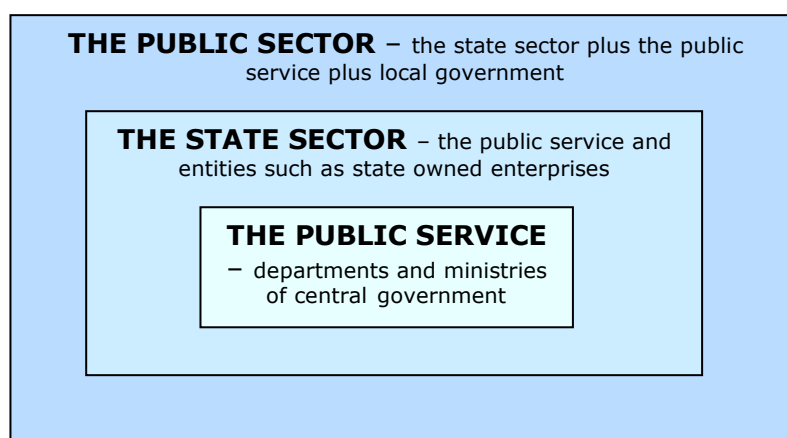 THE PUBLIC SECTOR – the state sector plus the public
service plus local government
THE STATE SECTOR – the public service and
entities such as state owned enterprises
THE PUBLIC SERVICE
– departments and ministries
of central government